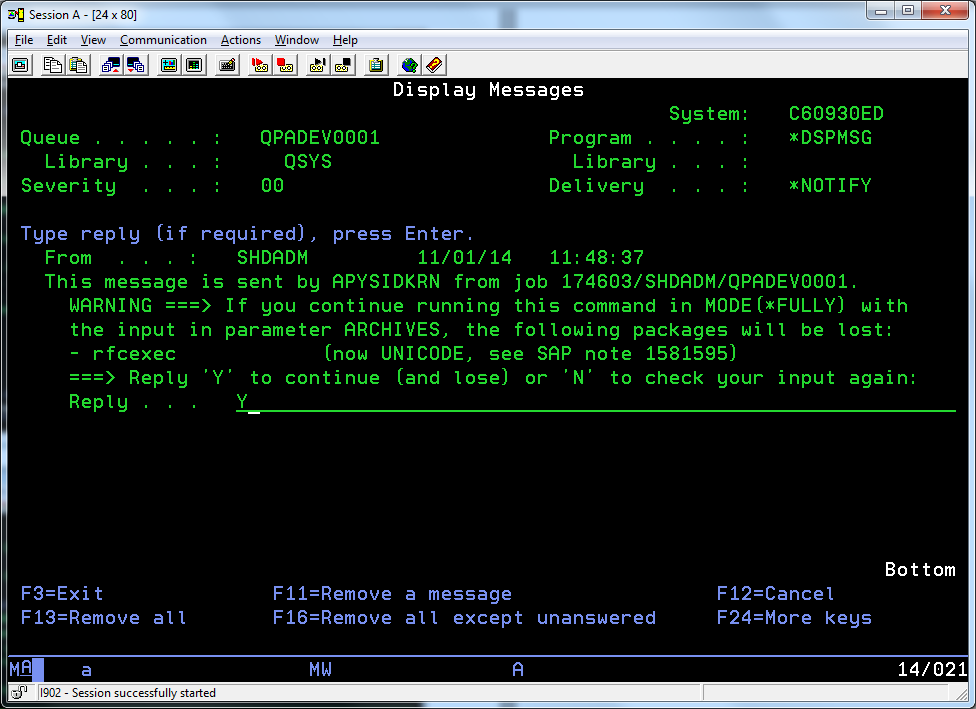 Session A - [24 x 80]
File Edit View Communication Actions Window Help
Display Messages
System: C60930ED
Queue . . . . . : QPADEV0001 Program . . . . : *DSPMSG
Library . . . : QSYS Library . . . :
Severity . . . : 00 Delivery . . . : *NOTIFY
Type reply (if required), press Enter.
From . . . : SHDADM 11/01/14 11:48:37
This message is sent by APYSIDKRN from job 174603/SHDADM/QPADEV0001.
WARNING ===> If you continue running this command in MODE(*FULLY) with
the input in parameter ARCHIVES, the following packages will be lost:
- rfcexec (now UNICODE, see SAP note 1581595)
===> Reply 'Y' to continue (and lose) or 'N' to check your input again:
Reply . . . Y
Bottom
F3=Exit F11=Remove a message F12=Cancel
F13=Remove all F16=Remove all except unanswered F24=More keys
MA a MW A 14/021
I902 - Session successfully started